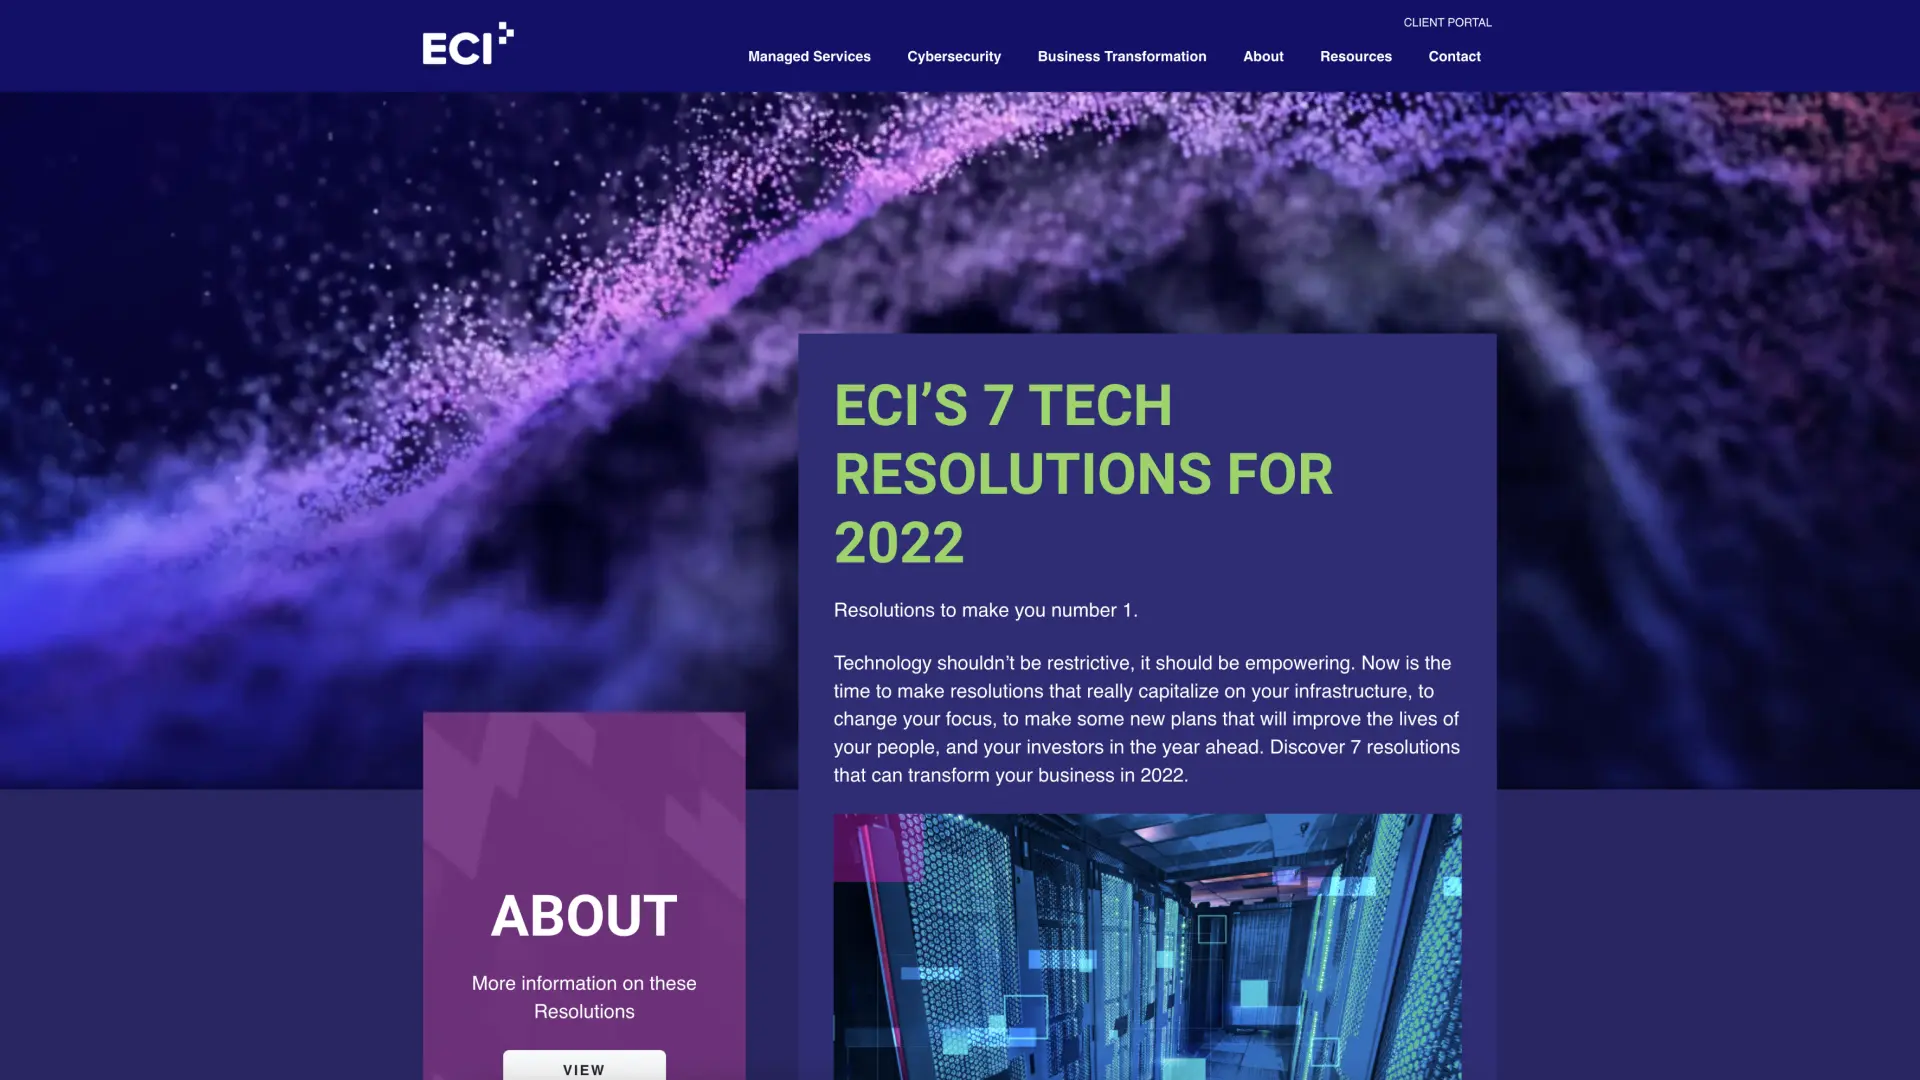 ECI
CLIENT PORTAL
Managed Services
Cybersecurity
Business Transformation
About
Resources
Contact
ECI’S 7 TECH
RESOLUTIONS FOR
2022
Resolutions to make you number 1.
Technology shouldn’t be restrictive, it should be empowering. Now is the
time to make resolutions that really capitalize on your infrastructure, to
change your focus, to make some new plans that will improve the lives of
your people, and your investors in the year ahead. Discover 7 resolutions
that can transform your business in 2022.
ABOUT
More information on these
Resolutions
VIEW